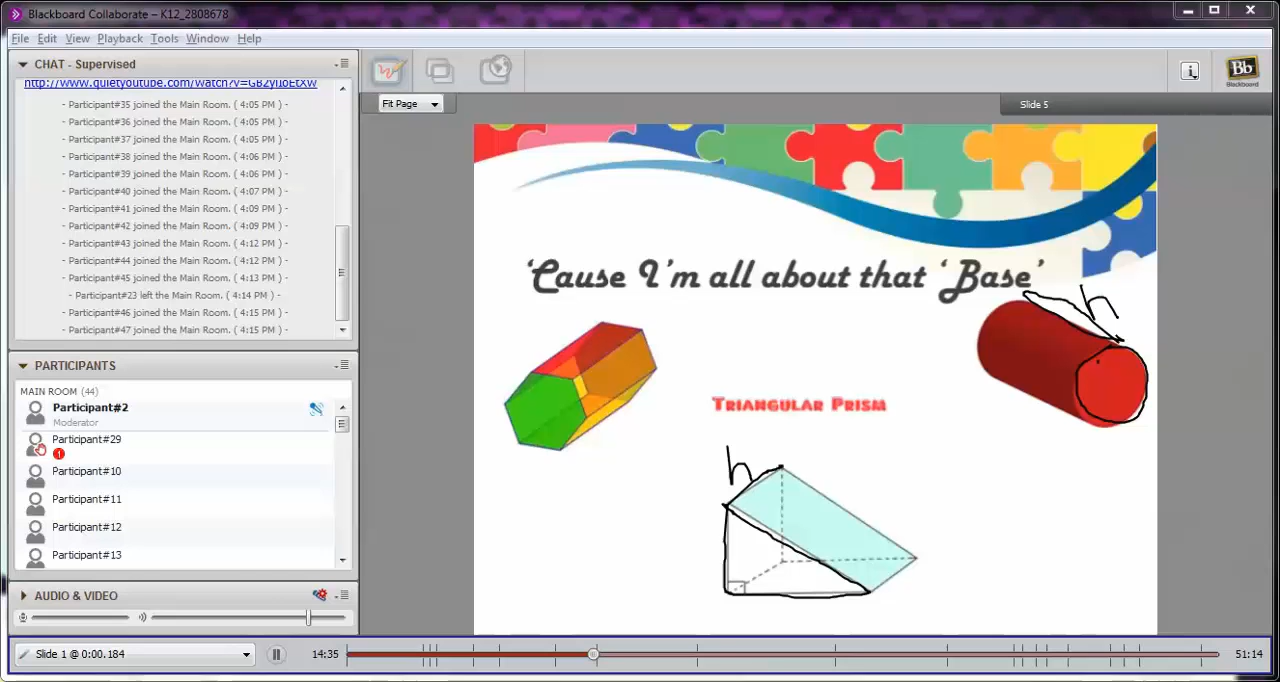 Blackboard Collaborate – K12_2808678
File Edit View Playback Tools Window Help
CHAT - Supervised
http://www.quietyoutube.com/watch?v=GB2yiIoEtXw
- Participant#35 joined the Main Room. ( 4:05 PM ) -
- Participant#36 joined the Main Room. ( 4:05 PM ) -
- Participant#37 joined the Main Room. ( 4:05 PM ) -
- Participant#38 joined the Main Room. ( 4:06 PM ) -
- Participant#39 joined the Main Room. ( 4:06 PM ) -
- Participant#40 joined the Main Room. ( 4:07 PM ) -
- Participant#41 joined the Main Room. ( 4:09 PM ) -
- Participant#42 joined the Main Room. ( 4:09 PM ) -
- Participant#43 joined the Main Room. ( 4:12 PM ) -
- Participant#44 joined the Main Room. ( 4:12 PM ) -
- Participant#45 joined the Main Room. ( 4:13 PM ) -
- Participant#23 left the Main Room. ( 4:14 PM ) -
- Participant#46 joined the Main Room. ( 4:15 PM ) -
- Participant#47 joined the Main Room. ( 4:15 PM ) -
PARTICIPANTS
MAIN ROOM (44)
Participant#2
Moderator
Participant#29
Participant#10
Participant#11
Participant#12
Participant#13
AUDIO & VIDEO
Slide 1 @ 0:00.184
14:35
51:14
Fit Page
Slide 5
Bb
Blackboard
'Cause I'm all about that 'Base'
h
Triangular Prism
h